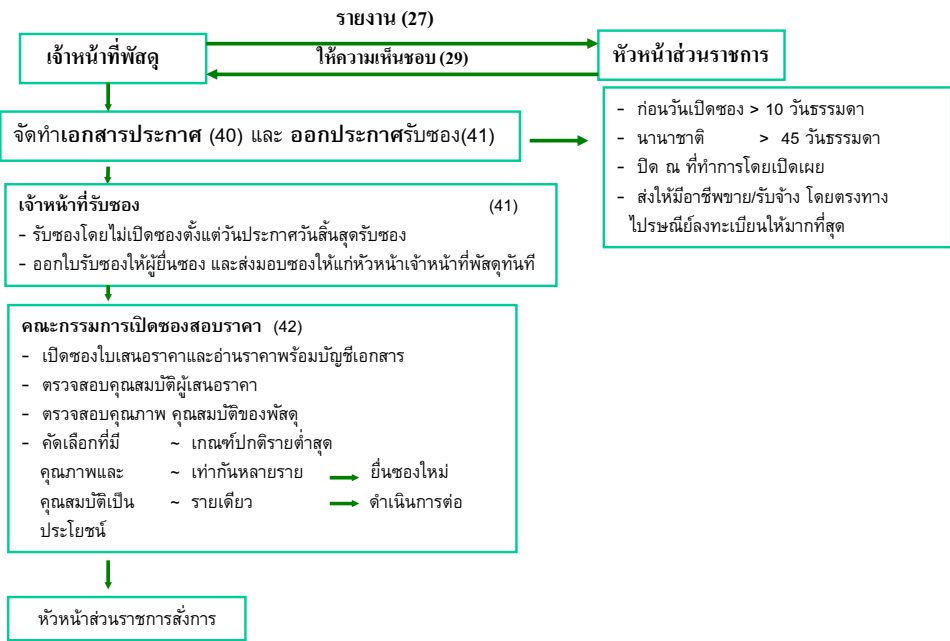 รายงาน (27)
เจ้าหน้าที่พัสดุ
ให้ความเห็นชอบ (29)
หัวหน้าส่วนราชการ
จัดทำเอกสารประกาศ (40) และ ออกประกาศรับซอง(41)
- ก่อนวันเปิดซอง > 10 วันธรรมดา
- นานาชาติ > 45 วันธรรมดา
- ปิด ณ ที่ทำการโดยเปิดเผย
- ส่งให้มีอาชีพขาย/รับจ้าง โดยตรงทาง
ไปรษณีย์ลงทะเบียนให้มากที่สุด
เจ้าหน้าที่รับซอง (41)
- รับซองโดยไม่เปิดซองตั้งแต่วันประกาศวันสิ้นสุดรับซอง
- ออกใบรับซองให้ผู้ยื่นซอง และส่งมอบซองให้แก่หัวหน้าเจ้าหน้าที่พัสดุทันที
คณะกรรมการเปิดซองสอบราคา (42)
- เปิดซองใบเสนอราคาและอ่านราคาพร้อมบัญชีเอกสาร
- ตรวจสอบคุณสมบัติผู้เสนอราคา
- ตรวจสอบคุณภาพ คุณสมบัติของพัสดุ
- คัดเลือกที่มี ~ เกณฑ์ปกติรายต่ำสุด
คุณภาพและ ~ เท่ากันหลายราย ยื่นซองใหม่
คุณสมบัติเป็น ~ รายเดียว ดำเนินการต่อ
ประโยชน์
หัวหน้าส่วนราชการสั่งการ